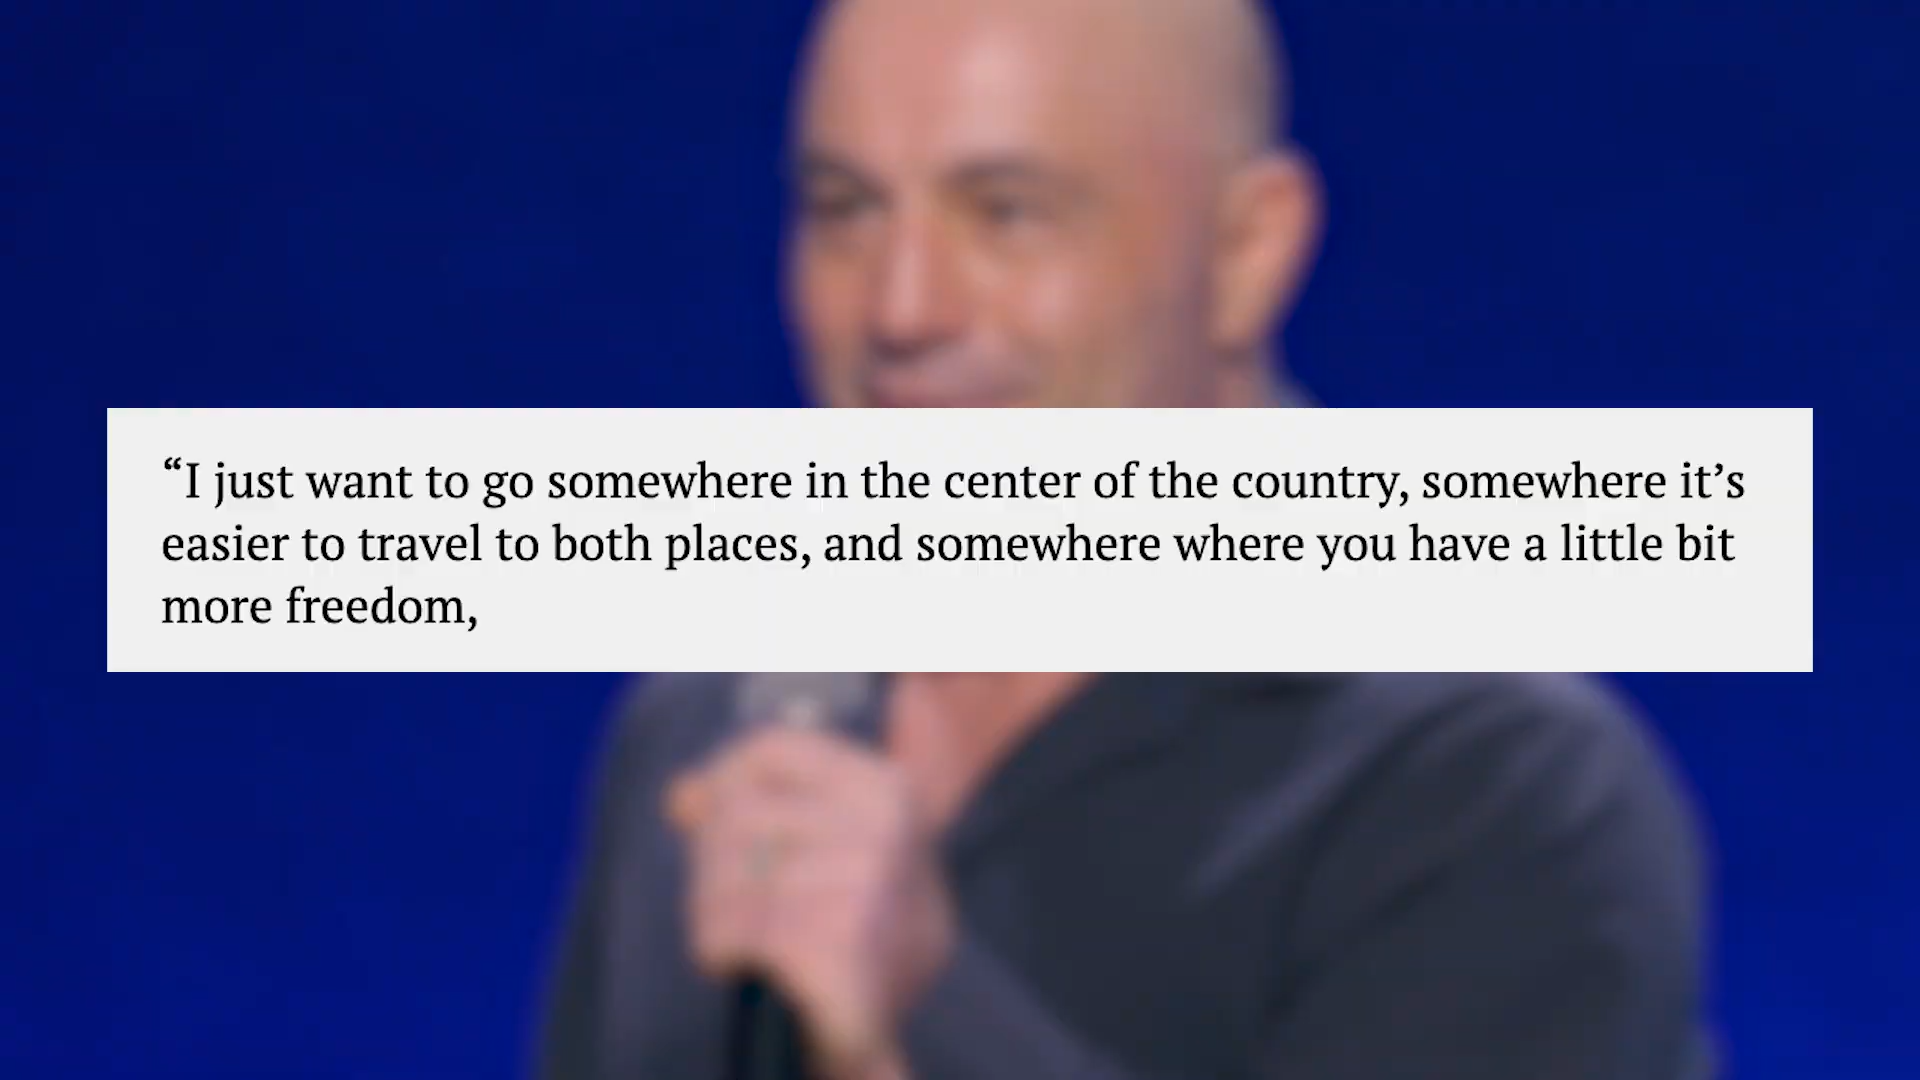 “I just want to go somewhere in the center of the country, somewhere it’s
easier to travel to both places, and somewhere where you have a little bit
more freedom,